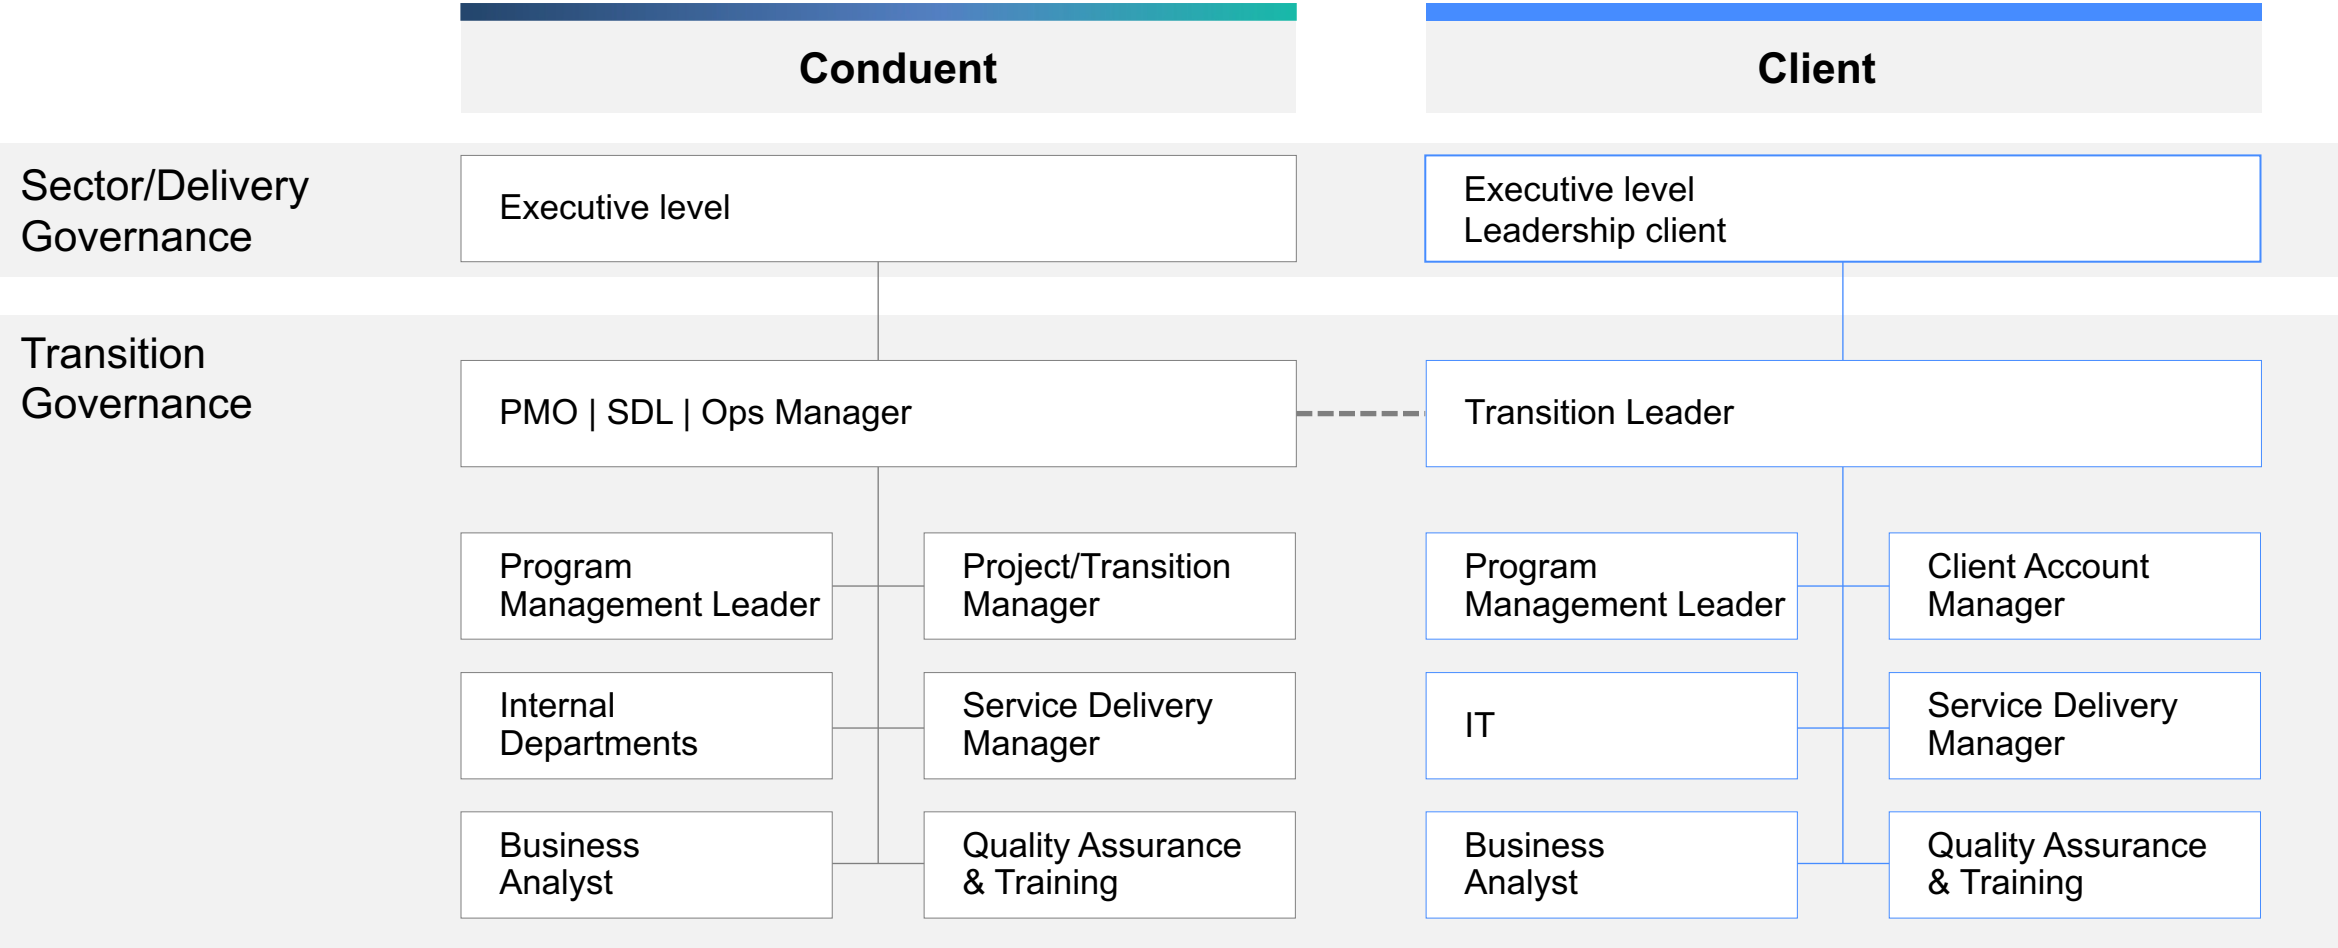 Conduent
Client
Sector/Delivery
Governance
Executive level
Executive level
Leadership client
Transition
Governance
PMO | SDL | Ops Manager
Transition Leader
Program
Management Leader
Project/Transition
Manager
Program
Management Leader
Client Account
Manager
Internal
Departments
Service Delivery
Manager
IT
Service Delivery
Manager
Business
Analyst
Quality Assurance
& Training
Business
Analyst
Quality Assurance
& Training